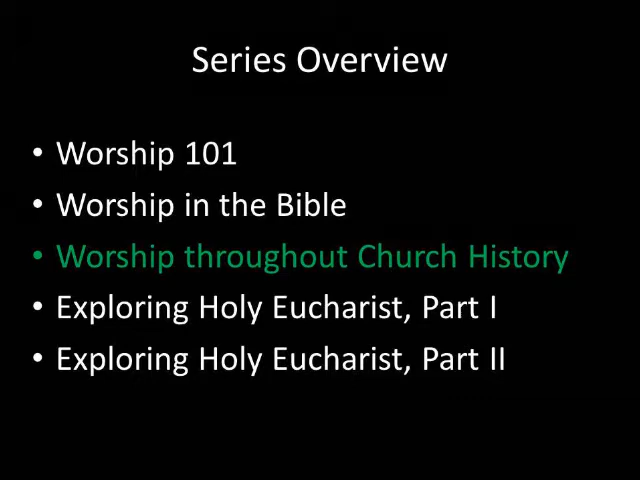 Series Overview
• Worship 101
• Worship in the Bible
• Worship throughout Church History
• Exploring Holy Eucharist, Part I
• Exploring Holy Eucharist, Part II